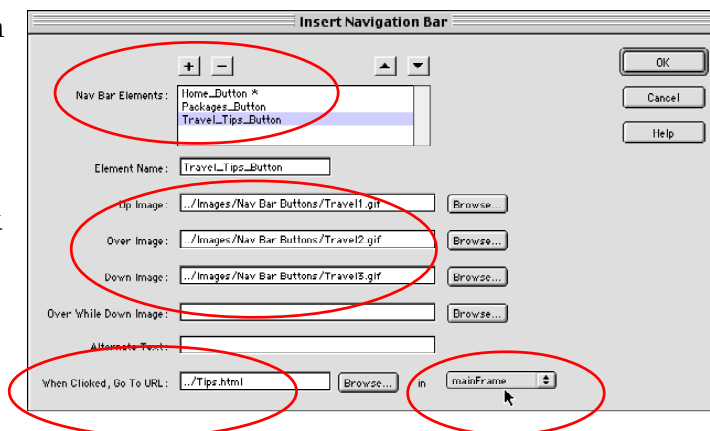 Insert Navigation Bar
+ −
OK
Nav Bar Elements:
Home_Button *
Packages_Button
Travel_Tips_Button
Cancel
Help
Element Name: Travel_Tips_Button
Up Image: ../Images/Nav Bar Buttons/Travel1.gif Browse...
Over Image: ../Images/Nav Bar Buttons/Travel2.gif Browse...
Down Image: ../Images/Nav Bar Buttons/Travel3.gif Browse...
Over While Down Image: Browse...
Alternate Text:
When Clicked, Go To URL: ../Tips.html Browse... in mainFrame